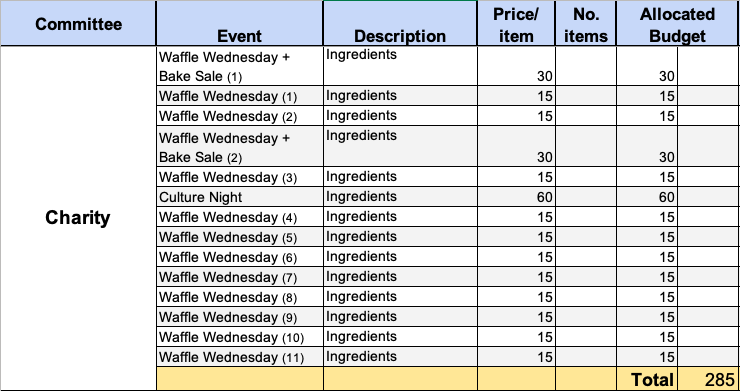 Committee Event Description Price/ item No. items Allocated Budget
Charity
Waffle Wednesday + Bake Sale (1) Ingredients 30 30
Waffle Wednesday (1) Ingredients 15 15
Waffle Wednesday (2) Ingredients 15 15
Waffle Wednesday + Bake Sale (2) Ingredients 30 30
Waffle Wednesday (3) Ingredients 15 15
Culture Night Ingredients 60 60
Waffle Wednesday (4) Ingredients 15 15
Waffle Wednesday (5) Ingredients 15 15
Waffle Wednesday (6) Ingredients 15 15
Waffle Wednesday (7) Ingredients 15 15
Waffle Wednesday (8) Ingredients 15 15
Waffle Wednesday (9) Ingredients 15 15
Waffle Wednesday (10) Ingredients 15 15
Waffle Wednesday (11) Ingredients 15 15
Total 285